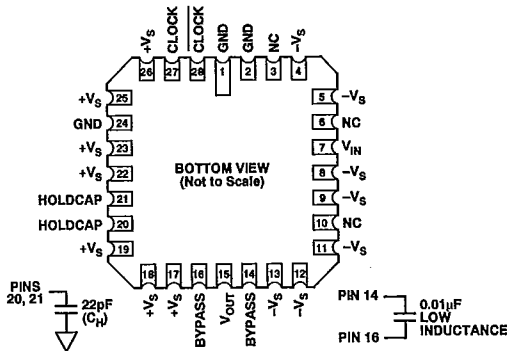 +VS
CLOCK
CLOCK
GND
GND
NC
–VS
26 27 28 1 2 3 4
+VS 25
GND 24
+VS 23
+VS 22
HOLDCAP 21
HOLDCAP 20
+VS 19
5 –VS
6 NC
7 VIN
8 –VS
9 –VS
10 NC
11 –VS
BOTTOM VIEW
(Not to Scale)
18 17 16 15 14 13 12
+VS
+VS
BYPASS
VOUT
BYPASS
–VS
–VS
PINS
20, 21
22pF
(CH)
PIN 14
PIN 16
0.01µF
LOW
INDUCTANCE